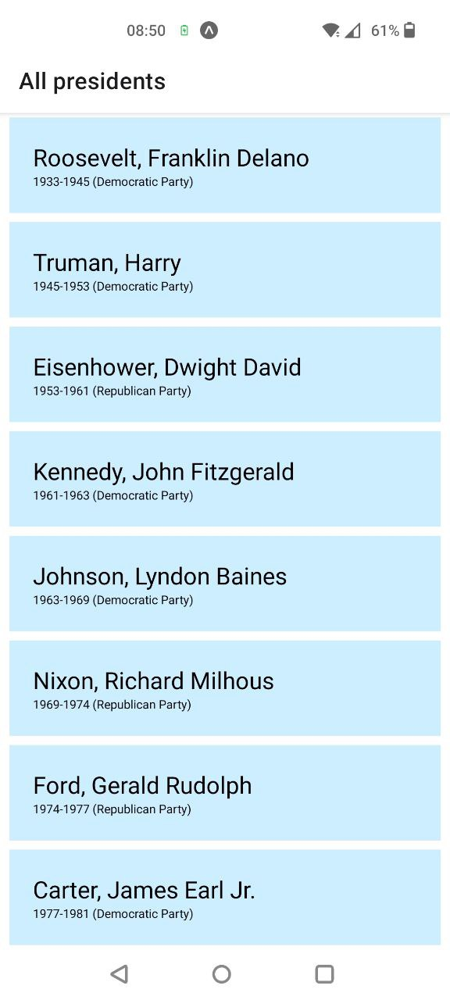 08:50 61%
All presidents
Roosevelt, Franklin Delano
1933-1945 (Democratic Party)
Truman, Harry
1945-1953 (Democratic Party)
Eisenhower, Dwight David
1953-1961 (Republican Party)
Kennedy, John Fitzgerald
1961-1963 (Democratic Party)
Johnson, Lyndon Baines
1963-1969 (Democratic Party)
Nixon, Richard Milhous
1969-1974 (Republican Party)
Ford, Gerald Rudolph
1974-1977 (Republican Party)
Carter, James Earl Jr.
1977-1981 (Democratic Party)